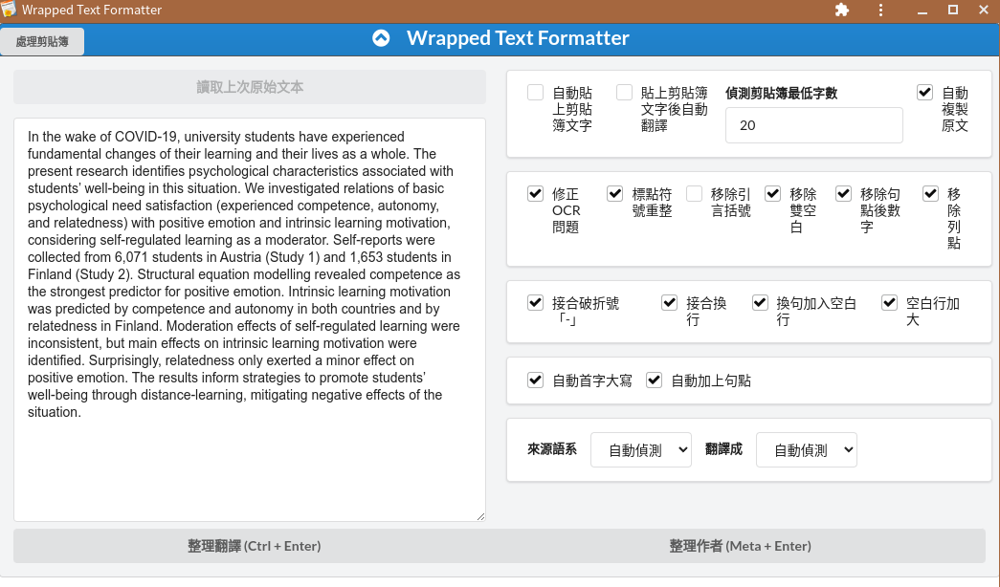 Wrapped Text Formatter
處理剪貼簿
Wrapped Text Formatter
讀取上次原始文本
In the wake of COVID-19, university students have experienced
fundamental changes of their learning and their lives as a whole. The
present research identifies psychological characteristics associated with
students’ well-being in this situation. We investigated relations of basic
psychological need satisfaction (experienced competence, autonomy,
and relatedness) with positive emotion and intrinsic learning motivation,
considering self-regulated learning as a moderator. Self-reports were
collected from 6,071 students in Austria (Study 1) and 1,653 students in
Finland (Study 2). Structural equation modelling revealed competence as
the strongest predictor for positive emotion. Intrinsic learning motivation
was predicted by competence and autonomy in both countries and by
relatedness in Finland. Moderation effects of self-regulated learning were
inconsistent, but main effects on intrinsic learning motivation were
identified. Surprisingly, relatedness only exerted a minor effect on
positive emotion. The results inform strategies to promote students’
well-being through distance-learning, mitigating negative effects of the
situation.
自動貼
上剪貼
簿文字
貼上剪貼簿
文字後自動
翻譯
偵測剪貼簿最低字數
20
自動
複製
原文
修正
OCR
問題
標點符
號重整
移除引
言括號
移除
雙空
白
移除句
點後數
字
移
除
列
點
接合破折號
「-」
接合換
行
換句加入空白
行
空白行加
大
自動首字大寫
自動加上句點
來源語系
自動偵測
翻譯成
自動偵測
整理翻譯 (Ctrl + Enter)
整理作者 (Meta + Enter)